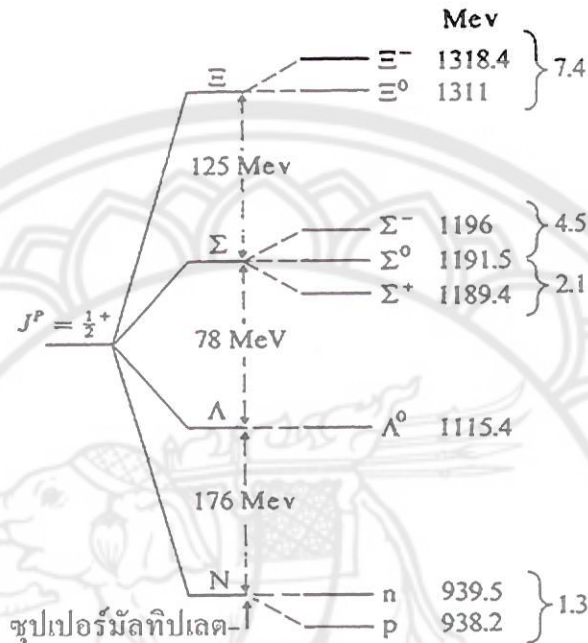 Mev
Ξ⁻ 1318.4
Ξ Ξ⁰ 1311 7.4
125 Mev
Σ⁻ 1196 4.5
Σ Σ⁰ 1191.5
Σ⁺ 1189.4 2.1
Jᴾ = ½⁺
78 MeV
Λ Λ⁰ 1115.4
176 Mev
N n 939.5
ซุปเปอร์มัลทิปเลต p 938.2 1.3